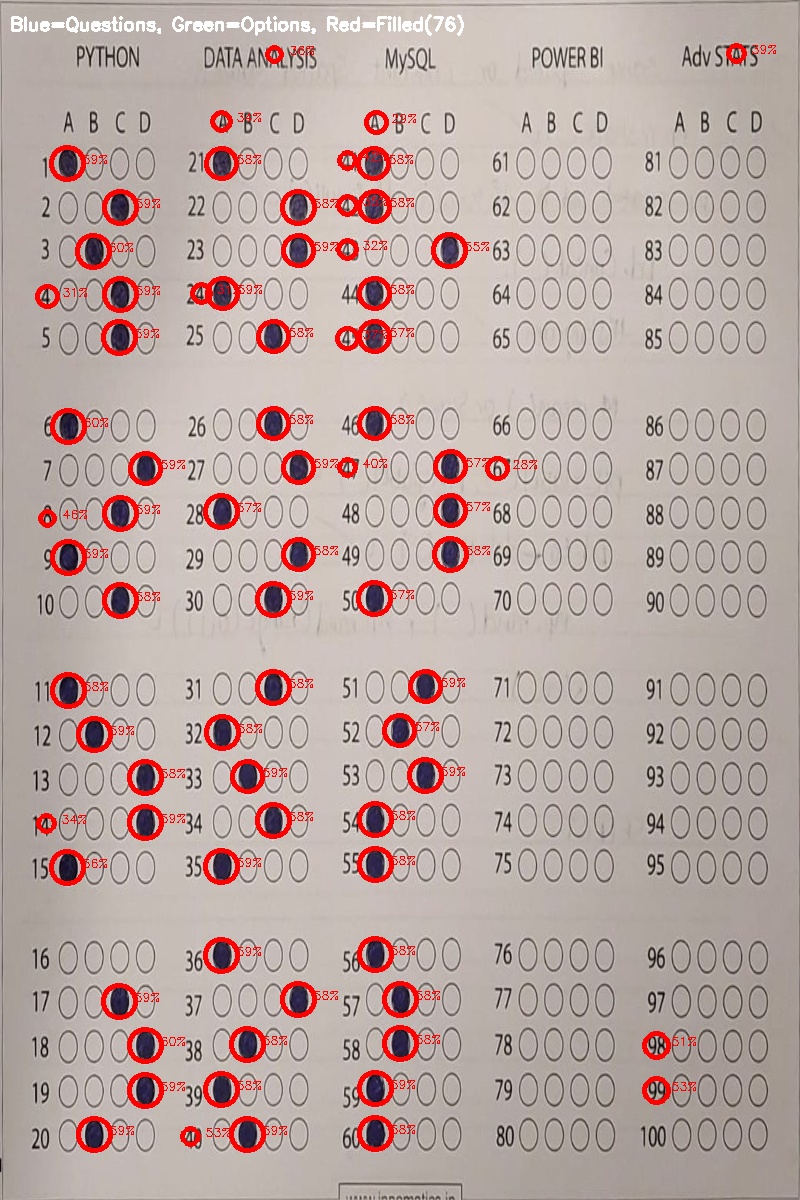 Blue=Questions, Green=Options, Red=Filled(76)
PYTHON DATA ANALYSIS 36% MySQL POWER BI Adv STATS 59%
A B C D A 34% B C D A 29% B C D A B C D A B C D
1 59% 21 58% 41 58% 61 81
2 59% 22 58% 42 58% 62 82
3 60% 23 59% 43 32% 55% 63 83
4 31% 59% 24 59% 44 58% 64 84
5 59% 25 58% 45 57% 65 85
6 60% 26 58% 46 58% 66 86
7 59% 27 59% 47 40% 57% 67 28% 87
8 46% 59% 28 57% 48 57% 68 88
9 59% 29 58% 49 58% 69 89
10 58% 30 59% 50 57% 70 90
11 58% 31 58% 51 59% 71 91
12 59% 32 58% 52 57% 72 92
13 58% 33 59% 53 59% 73 93
14 34% 59% 34 58% 54 58% 74 94
15 56% 35 59% 55 58% 75 95
16 36 59% 56 58% 76 96
17 59% 37 58% 57 58% 77 97
18 60% 38 58% 58 58% 78 98 51%
19 59% 39 58% 59 59% 79 99 53%
20 59% 40 53% 59% 60 58% 80 100